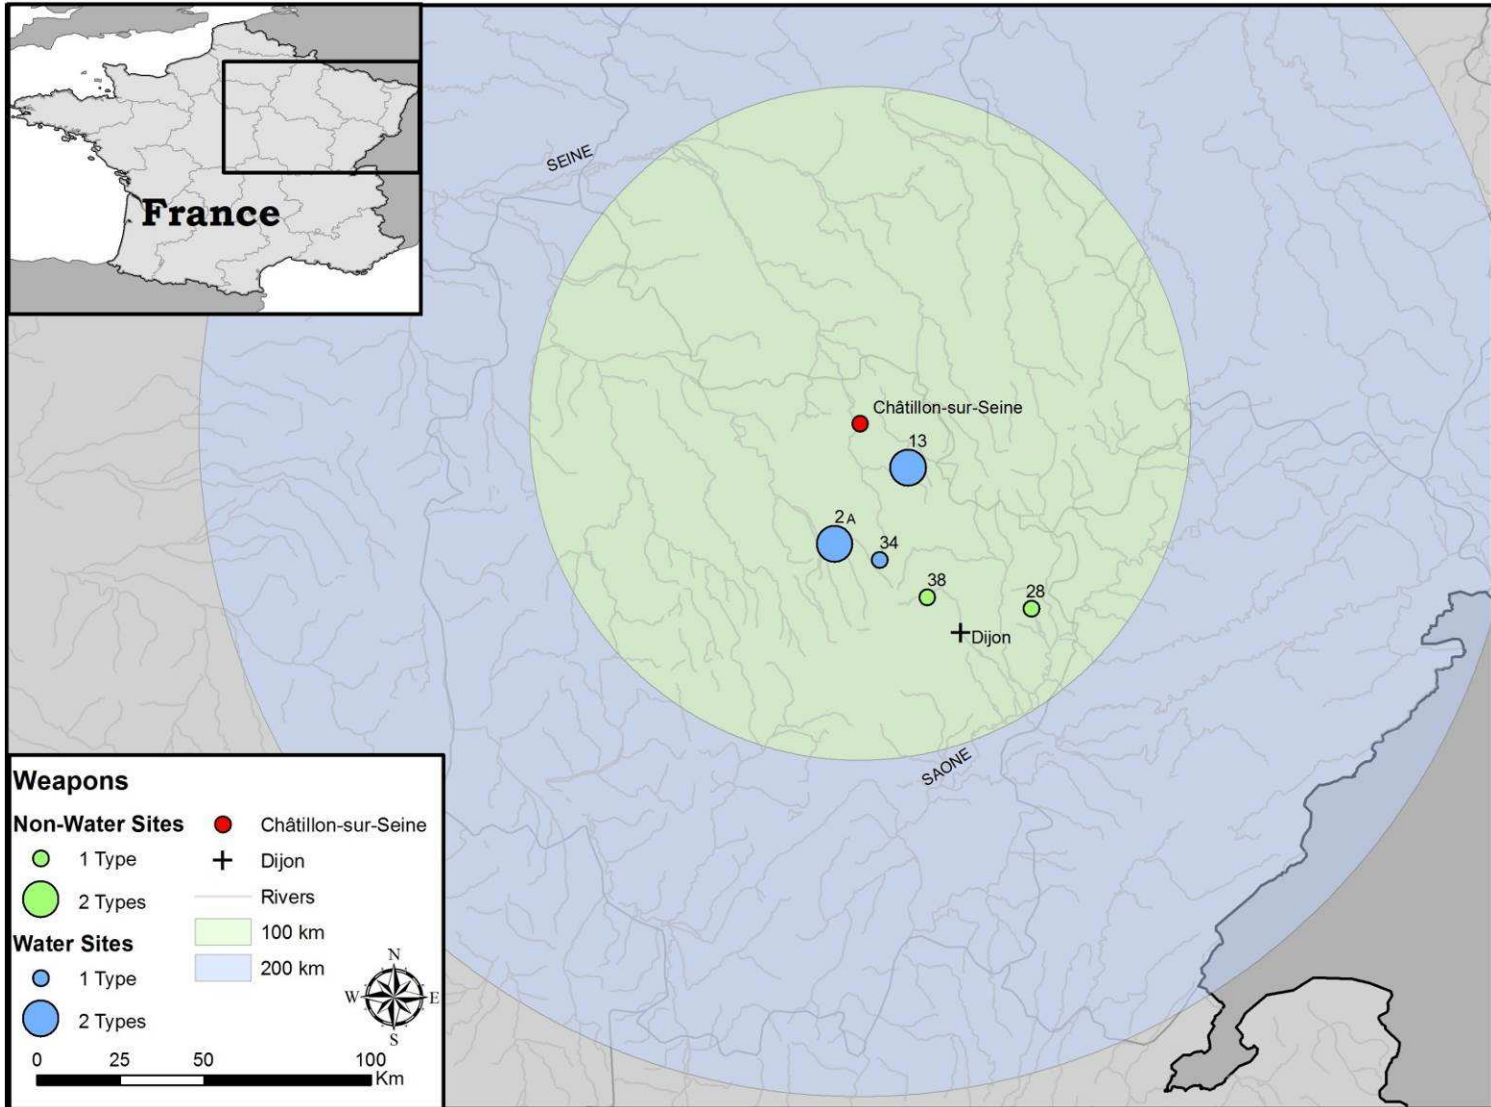 France
SEINE
Châtillon-sur-Seine
13
2A
34
38
28
Dijon
SAONE
Weapons
Non-Water Sites
1 Type
2 Types
Water Sites
1 Type
2 Types
Châtillon-sur-Seine
Dijon
Rivers
100 km
200 km
N
W E
S
0 25 50 100
Km